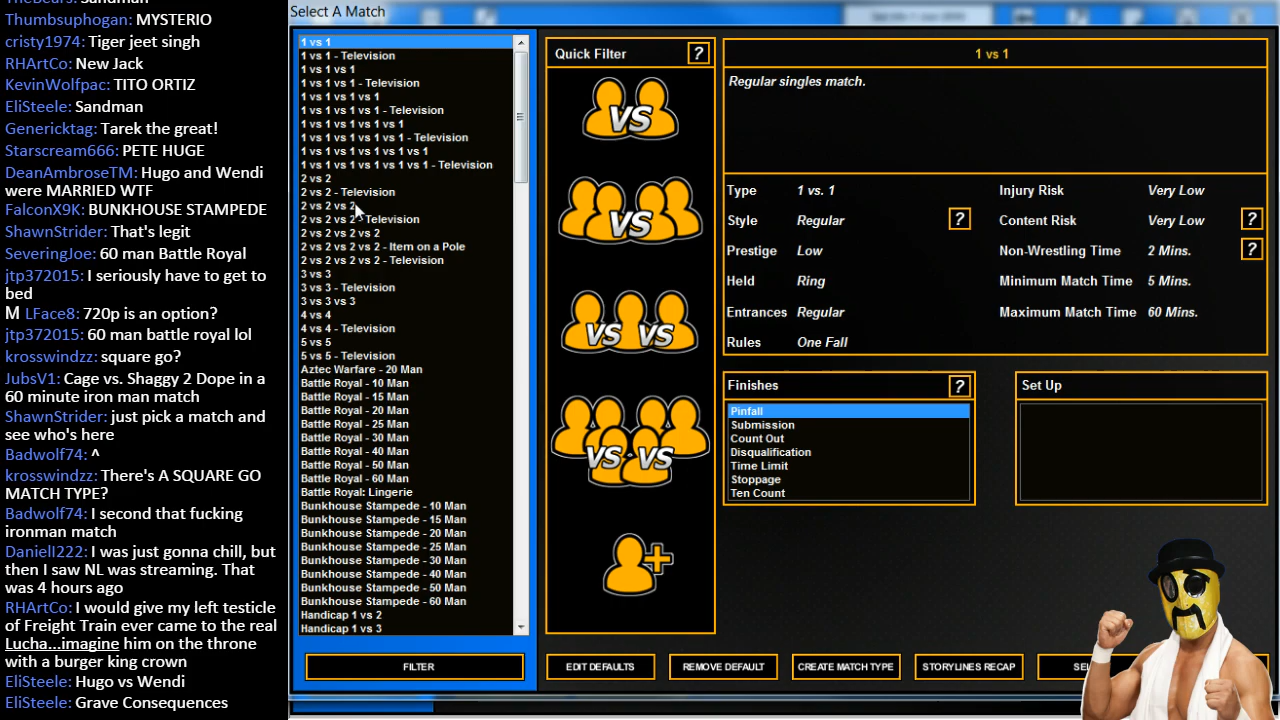 Thumbsuphogan: MYSTERIO
cristy1974: Tiger jeet singh
RHArtCo: New Jack
KevinWolfpac: TITO ORTIZ
EliSteele: Sandman
Generickta​g: Tarek the great!
Starscream666: PETE HUGE
DeanAmbroseTM: Hugo and Wendi
were MARRIED WTF
FalconX9K: BUNKHOUSE STAMPEDE
ShawnStrider: That's legit
SeveringJoe: 60 man Battle Royal
jtp372015: I seriously have to get to
bed
M LFace8: 720p is an option?
jtp372015: 60 man battle royal lol
krosswindzz: square go?
JubsV1: Cage vs. Shaggy 2 Dope in a
60 minute iron man match
ShawnStrider: just pick a match and
see who's here
Badwolf74: ^
krosswindzz: There's A SQUARE GO
MATCH TYPE?
Badwolf74: I second that fucking
ironman match
DanielI222: I was just gonna chill, but
then I saw NL was streaming. That
was 4 hours ago
RHArtCo: I would give my left testicle
of Freight Train ever came to the real
Lucha...imagine him on the throne
with a burger king crown
EliSteele: Hugo vs Wendi
EliSteele: Grave Consequences
Select A Match
1 vs 1
1 vs 1 - Television
1 vs 1 vs 1
1 vs 1 vs 1 - Television
1 vs 1 vs 1 vs 1
1 vs 1 vs 1 vs 1 - Television
1 vs 1 vs 1 vs 1 vs 1
1 vs 1 vs 1 vs 1 vs 1 - Television
1 vs 1 vs 1 vs 1 vs 1 vs 1
1 vs 1 vs 1 vs 1 vs 1 vs 1 - Television
2 vs 2
2 vs 2 - Television
2 vs 2 vs 2
2 vs 2 vs 2 - Television
2 vs 2 vs 2 vs 2
2 vs 2 vs 2 vs 2 - Item on a Pole
2 vs 2 vs 2 vs 2 - Television
3 vs 3
3 vs 3 - Television
3 vs 3 vs 3
4 vs 4
4 vs 4 - Television
5 vs 5
5 vs 5 - Television
Aztec Warfare - 20 Man
Battle Royal - 10 Man
Battle Royal - 15 Man
Battle Royal - 20 Man
Battle Royal - 25 Man
Battle Royal - 30 Man
Battle Royal - 40 Man
Battle Royal - 50 Man
Battle Royal - 60 Man
Battle Royal: Lingerie
Bunkhouse Stampede - 10 Man
Bunkhouse Stampede - 15 Man
Bunkhouse Stampede - 20 Man
Bunkhouse Stampede - 25 Man
Bunkhouse Stampede - 30 Man
Bunkhouse Stampede - 40 Man
Bunkhouse Stampede - 50 Man
Bunkhouse Stampede - 60 Man
Handicap 1 vs 2
Handicap 1 vs 3
FILTER
Quick Filter ?
VS
VS
VS VS
VS VS
1 vs 1
Regular singles match.
Type 1 vs. 1 Injury Risk Very Low
Style Regular ? Content Risk Very Low ?
Prestige Low Non-Wrestling Time 2 Mins. ?
Held Ring Minimum Match Time 5 Mins.
Entrances Regular Maximum Match Time 60 Mins.
Rules One Fall
Finishes ?
Pinfall
Submission
Count Out
Disqualification
Time Limit
Stoppage
Ten Count
Set Up
EDIT DEFAULTS REMOVE DEFAULT CREATE MATCH TYPE STORYLINES RECAP